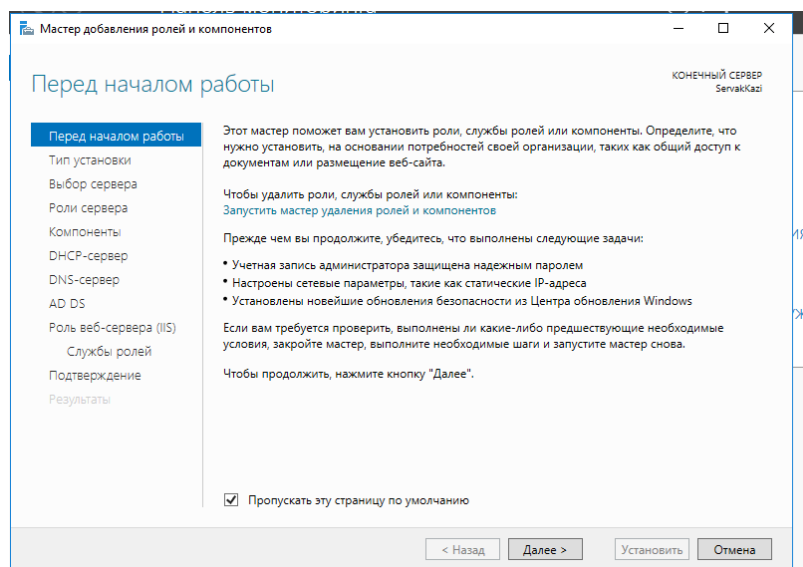 Мастер добавления ролей и компонентов
Перед началом работы
КОНЕЧНЫЙ СЕРВЕР
ServakKazi
Перед началом работы
Тип установки
Выбор сервера
Роли сервера
Компоненты
DHCP-сервер
DNS-сервер
AD DS
Роль веб-сервера (IIS)
Службы ролей
Подтверждение
Результаты
Этот мастер поможет вам установить роли, службы ролей или компоненты. Определите, что
нужно установить, на основании потребностей своей организации, таких как общий доступ к
документам или размещение веб-сайта.
Чтобы удалить роли, службы ролей или компоненты:
Запустить мастер удаления ролей и компонентов
Прежде чем вы продолжите, убедитесь, что выполнены следующие задачи:
• Учетная запись администратора защищена надежным паролем
• Настроены сетевые параметры, такие как статические IP-адреса
• Установлены новейшие обновления безопасности из Центра обновления Windows
Если вам требуется проверить, выполнены ли какие-либо предшествующие необходимые
условия, закройте мастер, выполните необходимые шаги и запустите мастер снова.
Чтобы продолжить, нажмите кнопку "Далее".
Пропускать эту страницу по умолчанию
< Назад
Далее >
Установить
Отмена